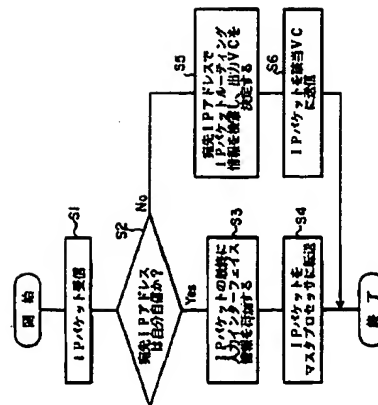 開始
S1
IPパケット受信
S2
宛先IPアドレス
は自分自信か?
No
Yes
S3
IPパケットの最終に
入力インターフェイス
情報を付加する
S4
IPパケットを
マスタプロセッサに転送
S5
宛先IPアドレスで
IPパケットルーティング
情報を検索し、出力VCを
決定する
S6
IPパケットを該当VC
に送信
終了